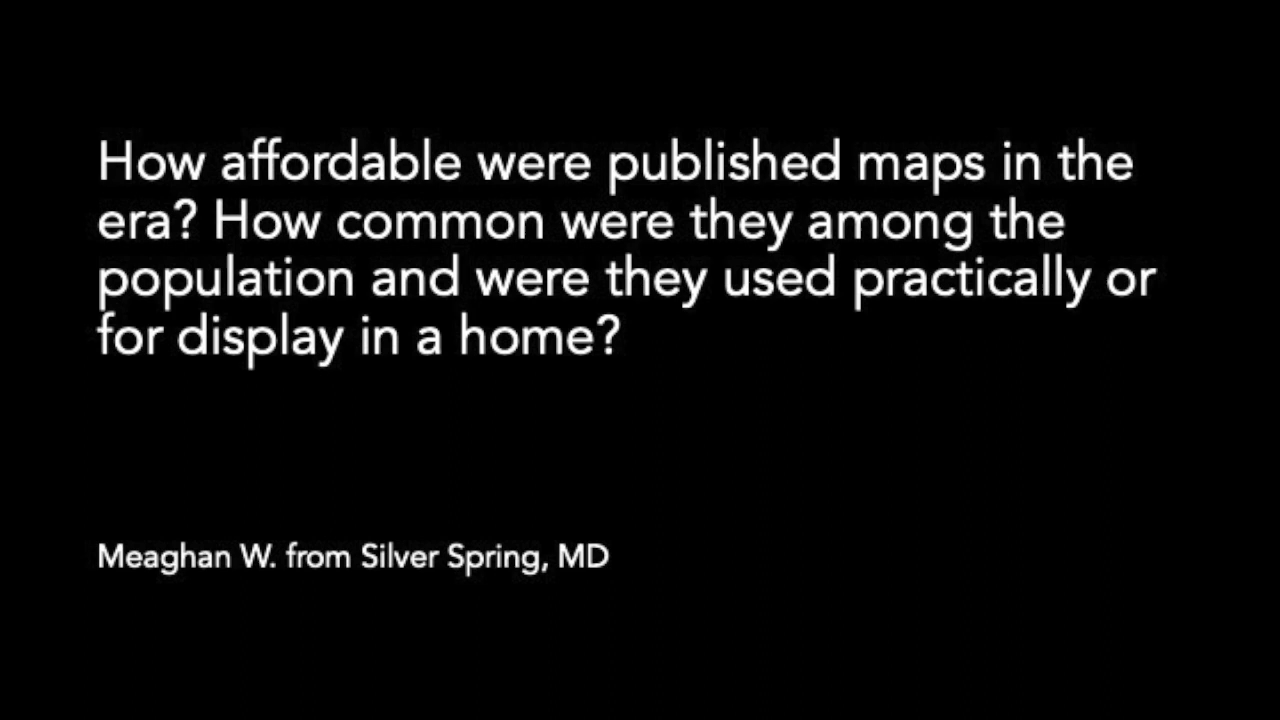 How affordable were published maps in the
era? How common were they among the
population and were they used practically or
for display in a home?
Meaghan W. from Silver Spring, MD